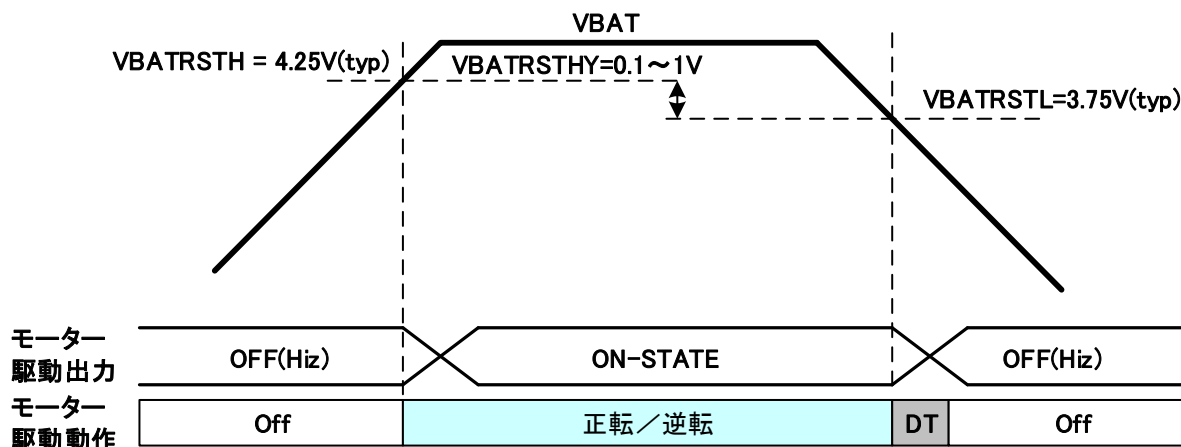 VBAT
VBATRSTH = 4.25V(typ)
VBATRSTHY=0.1～1V
VBATRSTL=3.75V(typ)
モーター
駆動出力
OFF(Hiz)
ON-STATE
OFF(Hiz)
モーター
駆動動作
Off
正転／逆転
DT
Off